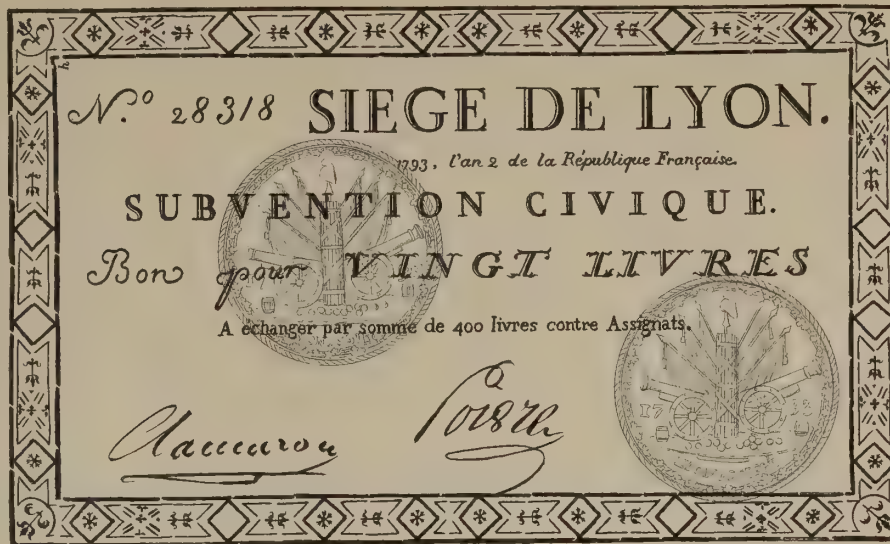 N.º 28318 SIEGE DE LYON.
1793, l'an 2 de la République Française.
SUBVENTION CIVIQUE.
Bon pour VINGT LIVRES
A échanger par somme de 400 livres contre Assignats.